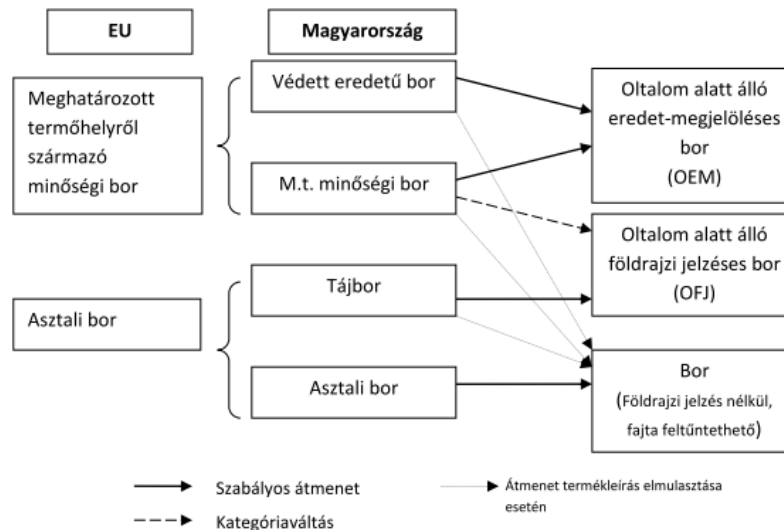 EU
Magyarország
Meghatározott
termőhelyről
származó
minőségi bor
Védett eredetű bor
M.t. minőségi bor
Oltalom alatt álló
eredet-megjelöléses
bor
(OEM)
Oltalom alatt álló
földrajzi jelzéses bor
(OFJ)
Asztali bor
Tájbor
Asztali bor
Bor
(Földrajzi jelzés nélkül,
fajta feltűntethető)
Szabályos átmenet
Kategóriaváltás
Átmenet termékleírás elmulasztása
esetén